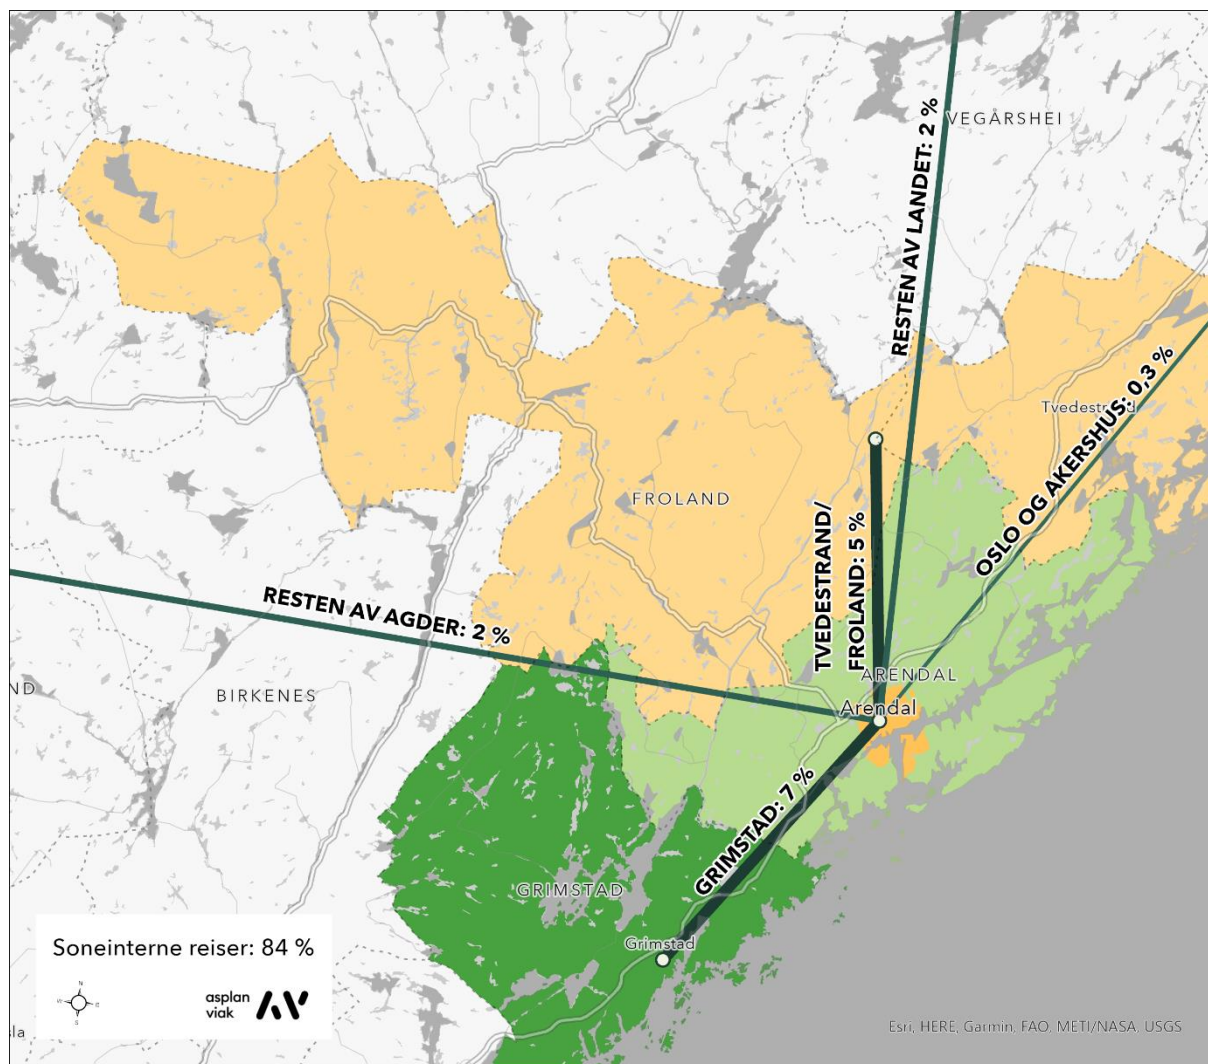 VEGÅRSHEI
RESTEN AV LANDET: 2 %
OSLO OG AKERSHUS: 0,3 %
FROLAND
TVEDESTRAND/
FROLAND: 5 %
RESTEN AV AGDER: 2 %
ND
BIRKENES
ARENDAL
Arendal
GRIMSTAD: 7 %
GRIMSTAD
Grimstad
Soneinterne reiser: 84 %
N
S
asplan
viak
sla
Esri, HERE, Garmin, FAO, METI/NASA, USGS